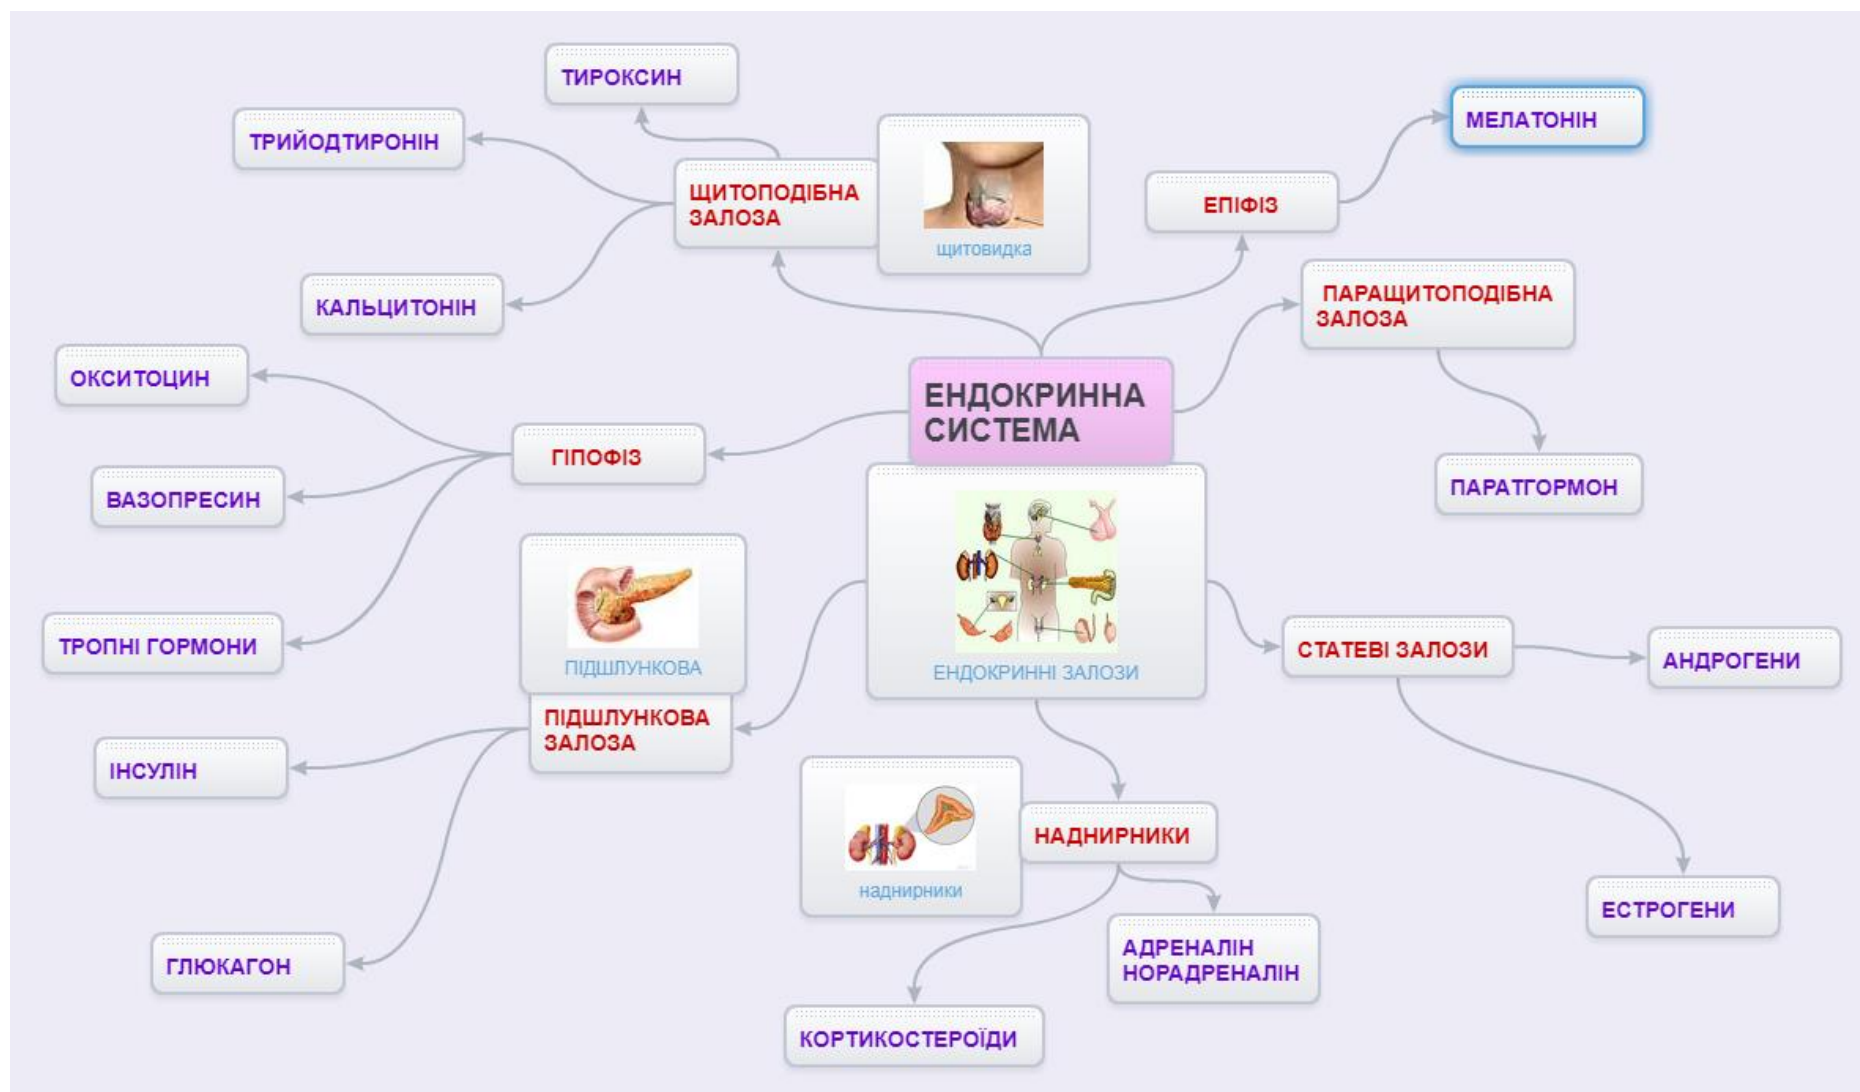 ТИРОКСИН
ТРИЙОДТИРОНІН
МЕЛАТОНІН
ЩИТОПОДІБНА
ЗАЛОЗА
щитовидка
ЕПІФІЗ
КАЛЬЦИТОНІН
ПАРАЩИТОПОДІБНА
ЗАЛОЗА
ЕНДОКРИННА
СИСТЕМА
ОКСИТОЦИН
ГІПОФІЗ
ВАЗОПРЕСИН
ПАРАТГОРМОН
ТРОПНІ ГОРМОНИ
ПІДШЛУНКОВА
ЕНДОКРИННІ ЗАЛОЗИ
СТАТЕВІ ЗАЛОЗИ
АНДРОГЕНИ
ПІДШЛУНКОВА
ЗАЛОЗА
ІНСУЛІН
НАДНИРНИКИ
наднирники
ЕСТРОГЕНИ
ГЛЮКАГОН
АДРЕНАЛІН
НОРАДРЕНАЛІН
КОРТИКОСТЕРОЇДИ